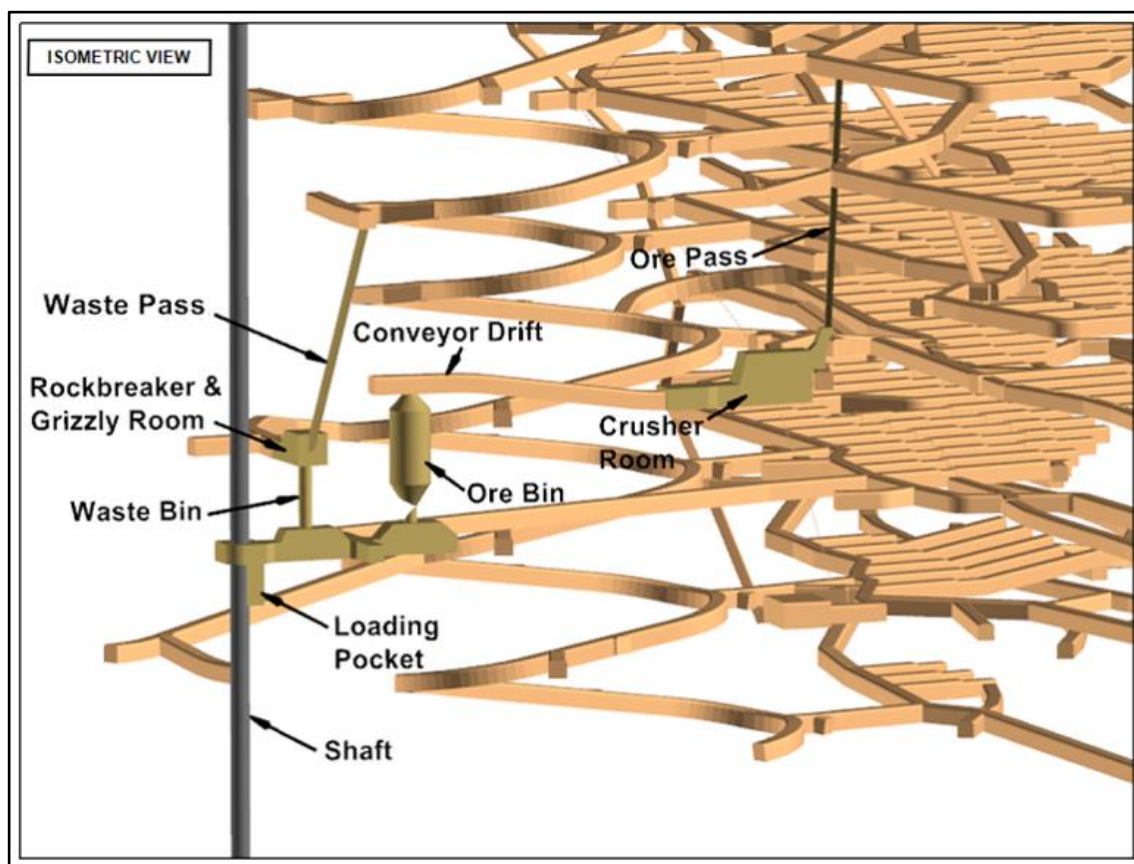 ISOMETRIC VIEW
Ore Pass
Waste Pass
Conveyor Drift
Rockbreaker &
Grizzly Room
Crusher
Room
Ore Bin
Waste Bin
Loading
Pocket
Shaft